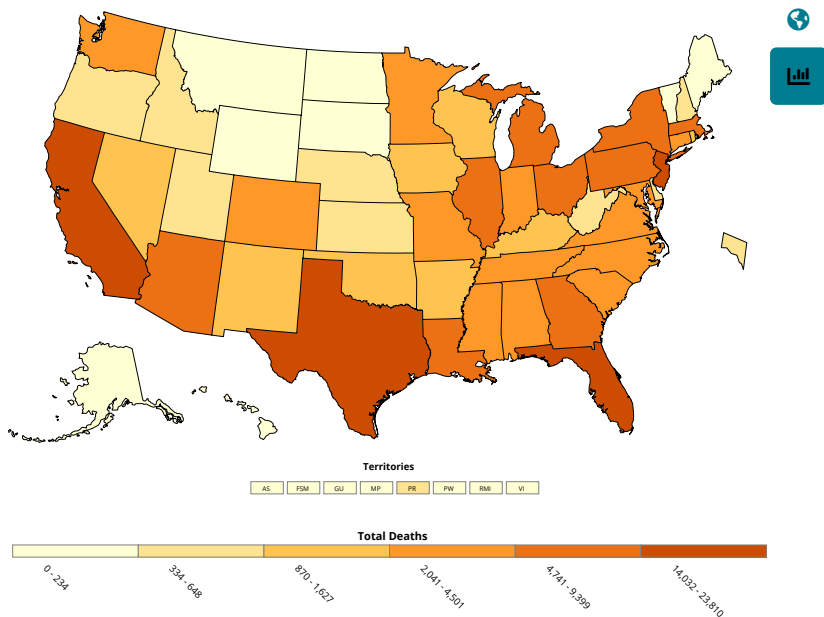 Territories
AS FSM GU MP PR PW RMI VI
Total Deaths
0 - 234
334 - 648
870 - 1,627
2,041 - 4,501
4,741 - 9,399
14,032 - 23,810